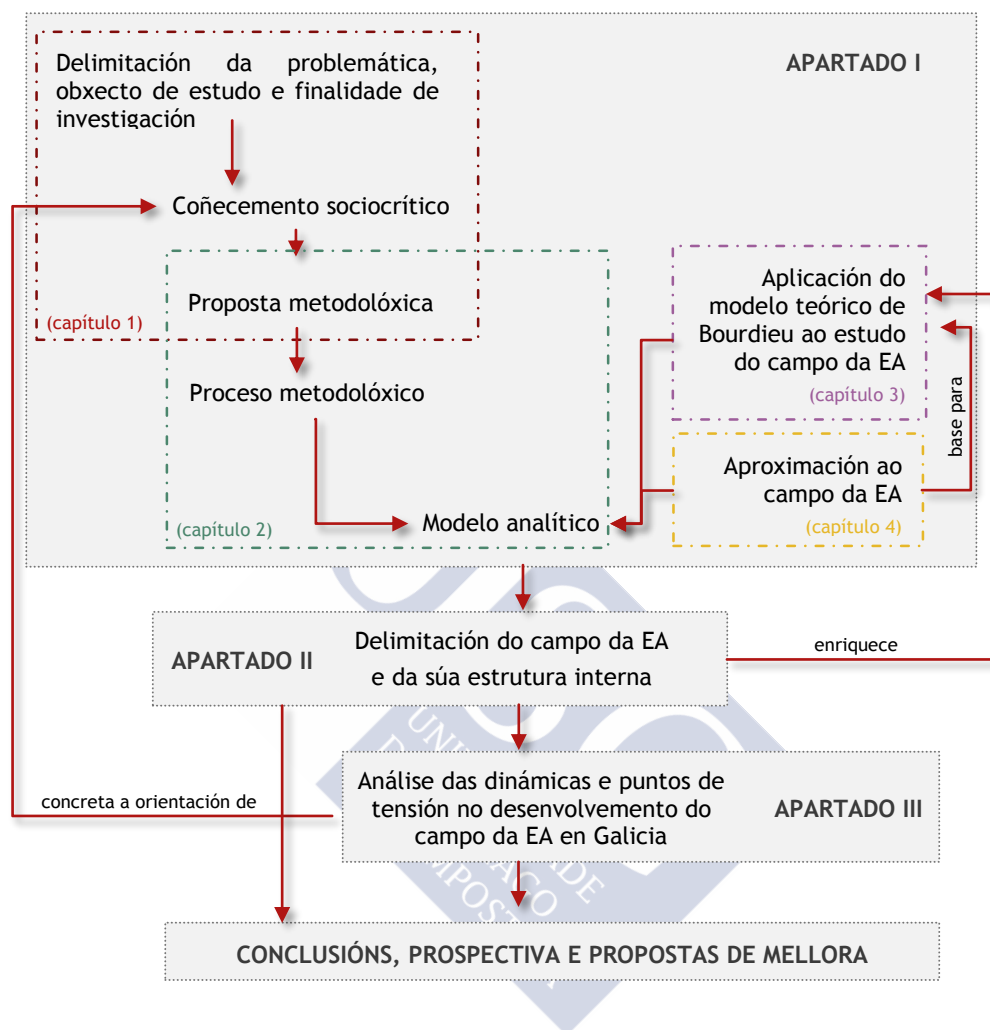 APARTADO I
Delimitación da problemática,
obxecto de estudo e finalidade de
investigación
Coñecemento sociocrítico
Proposta metodolóxica
(capítulo 1)
Proceso metodolóxico
Modelo analítico
(capítulo 2)
Aplicación do
modelo teórico de
Bourdieu ao estudo
do campo da EA
(capítulo 3)
base para
Aproximación ao
campo da EA
(capítulo 4)
APARTADO II
Delimitación do campo da EA
e da súa estrutura interna
enriquece
concreta a orientación de
Análise das dinámicas e puntos de
tensión no desenvolvemento do
campo da EA en Galicia
APARTADO III
CONCLUSIÓNS, PROSPECTIVA E PROPOSTAS DE MELLORA